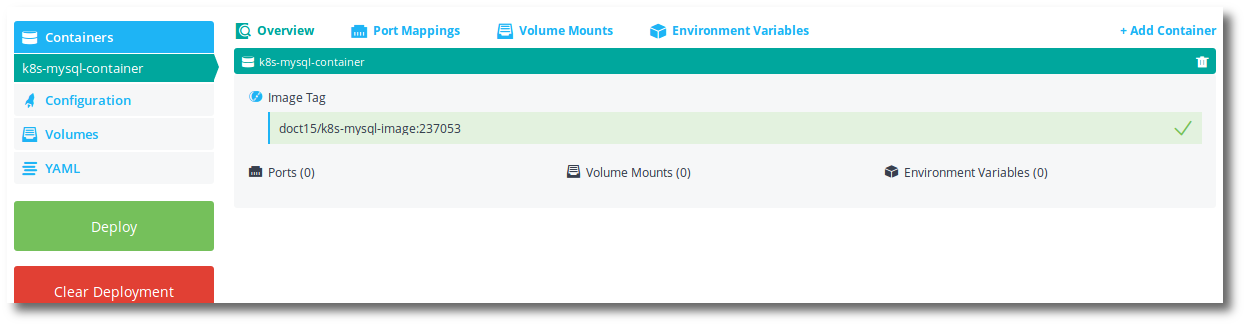 Containers
k8s-mysql-container
Configuration
Volumes
YAML
Deploy
Clear Deployment
Overview Port Mappings Volume Mounts Environment Variables + Add Container
k8s-mysql-container
Image Tag
doct15/k8s-mysql-image:237053
Ports (0) Volume Mounts (0) Environment Variables (0)